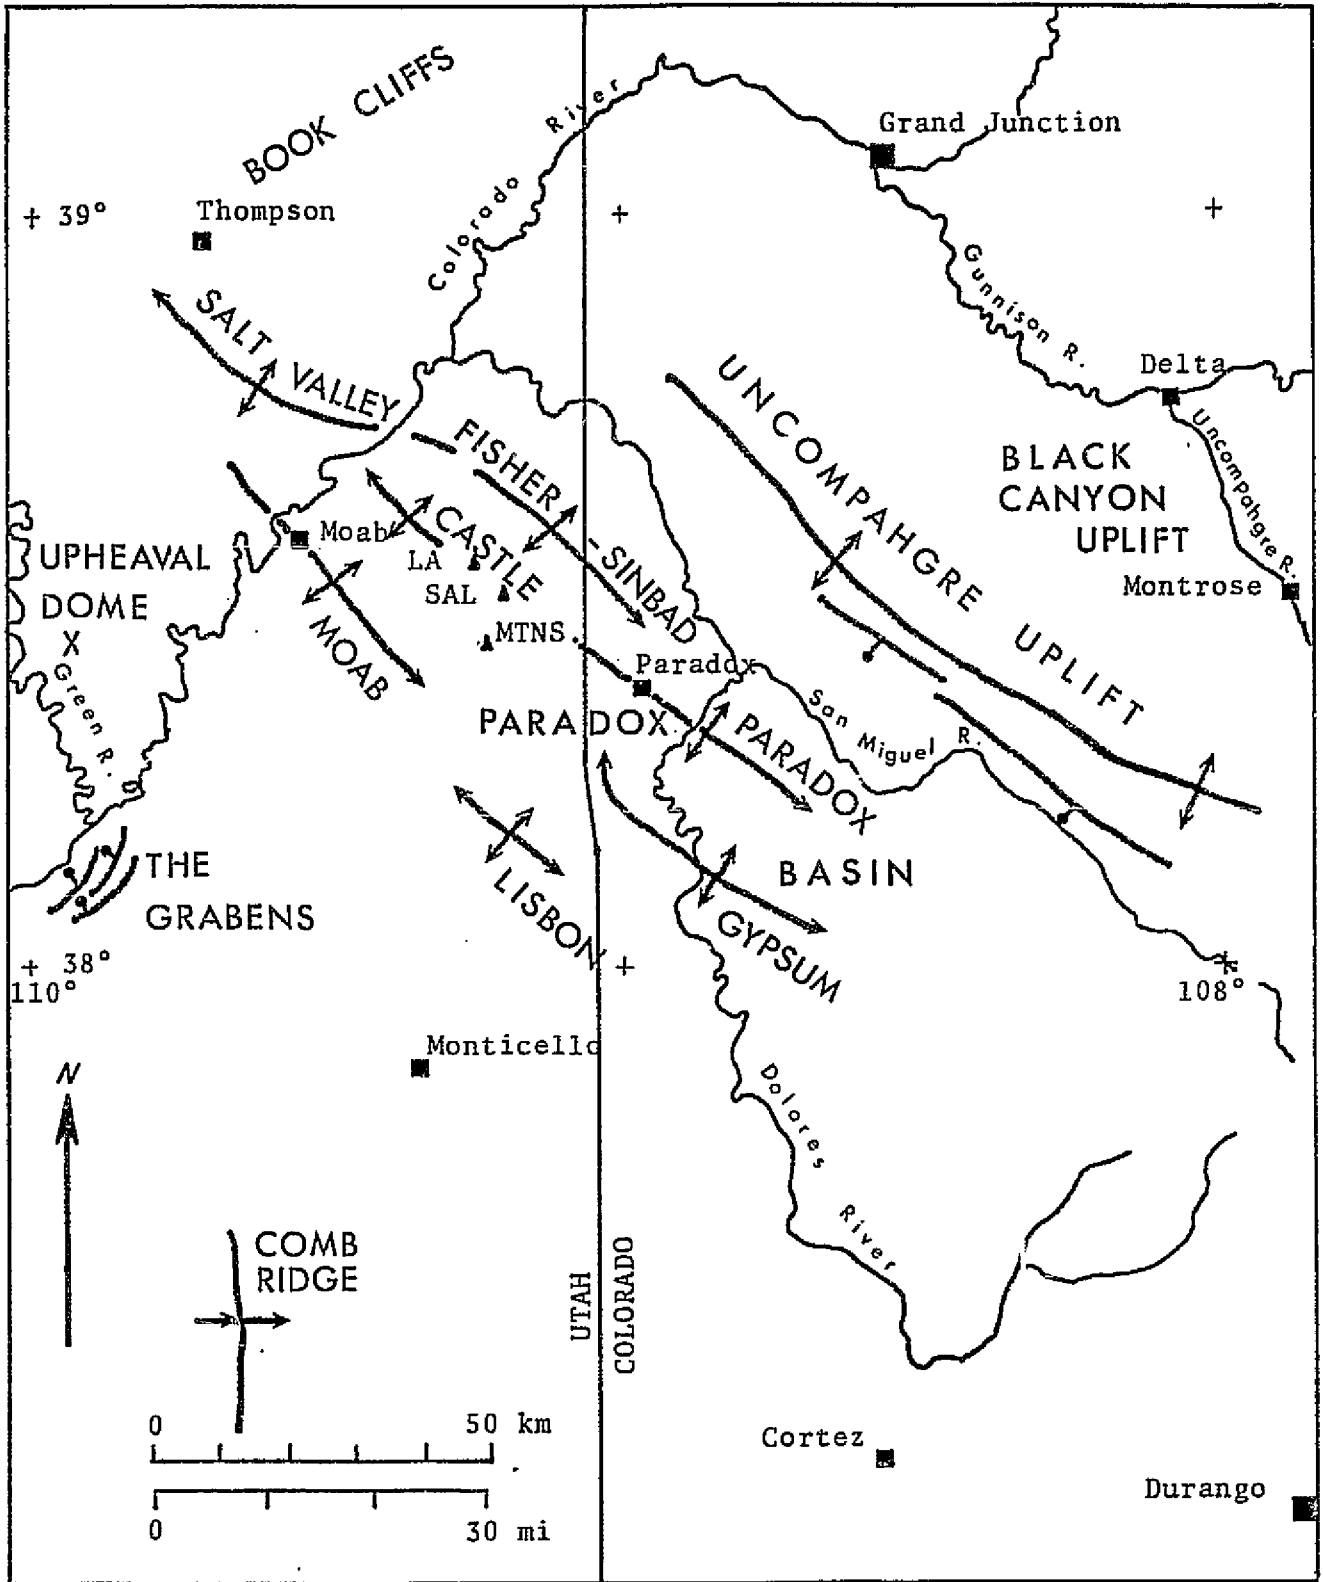 BOOK CLIFFS
Colorado River
Grand Junction
+ 39°
Thompson
Gunnison R.
Delta
SALT VALLEY
UNCOMPAHGRE UPLIFT
Uncompahgre R.
BLACK
CANYON
UPLIFT
FISHER - SINBAD
Moab
CASTLE
LA
SAL
MTNS
UPHEAVAL
DOME
X
Montrose
MOAB
Green R.
Paradox
San Miguel R.
PARADOX
PARADOX
BASIN
THE
GRABENS
LISBON
GYPSUM
+ 38°
110°
108°
Monticello
N
Dolores River
COMB
RIDGE
UTAH
COLORADO
0 50 km
0 30 mi
Cortez
Durango